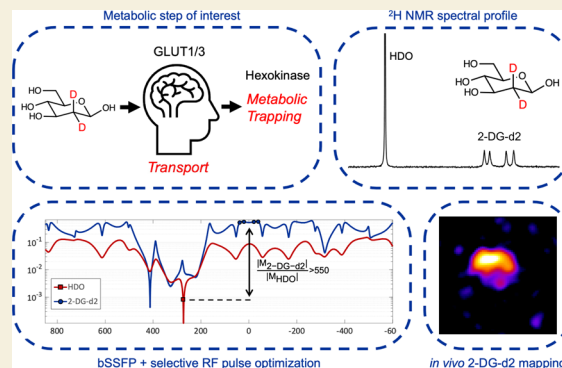 Metabolic step of interest
GLUT1/3
HO
HO
HO
D
D
O
OH
Hexokinase
Metabolic
Trapping
Transport
²H NMR spectral profile
HDO
HO
HO
HO
D
D
O
OH
2-DG-d2
10⁻¹
10⁻²
10⁻³
HDO
2-DG-d2
|M2-DG-d2|
|MHDO|
>550
800 600 400 200 0 -200 -400 -60
bSSFP + selective RF pulse optimization
in vivo 2-DG-d2 mapping